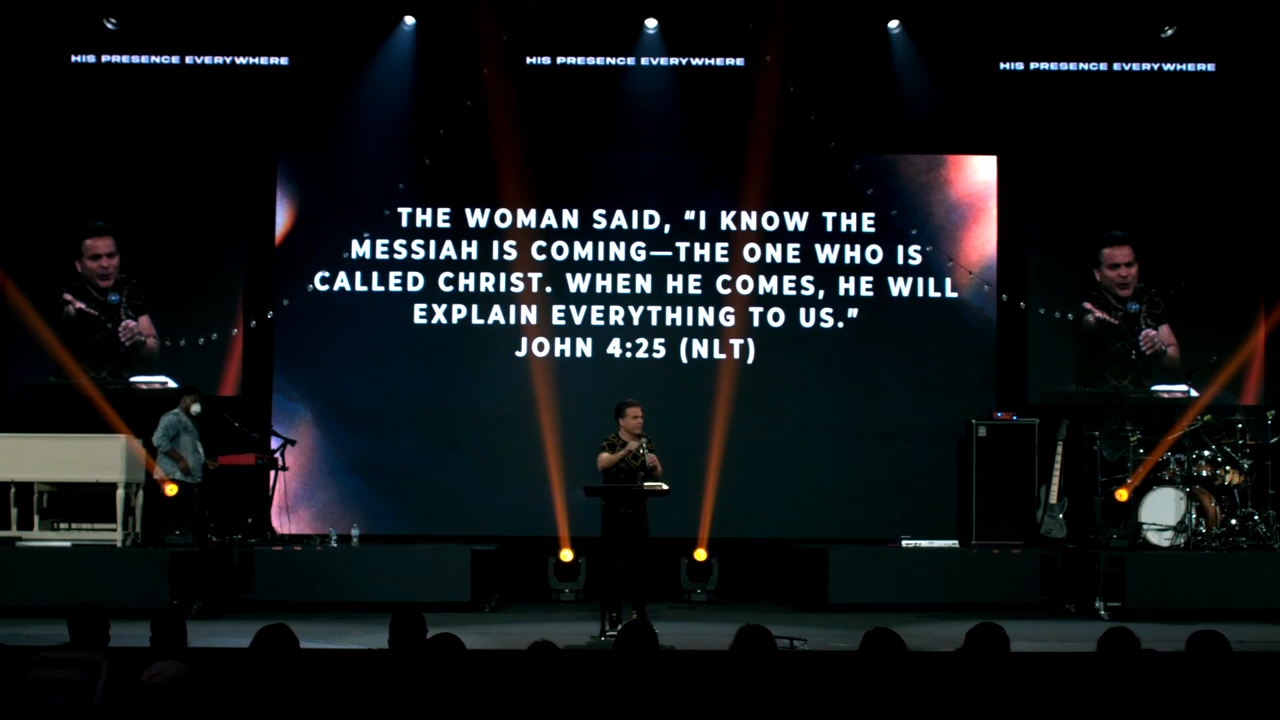 HIS PRESENCE EVERYWHERE
HIS PRESENCE EVERYWHERE
HIS PRESENCE EVERYWHERE
THE WOMAN SAID, “I KNOW THE
MESSIAH IS COMING—THE ONE WHO IS
CALLED CHRIST. WHEN HE COMES, HE WILL
EXPLAIN EVERYTHING TO US.”
JOHN 4:25 (NLT)